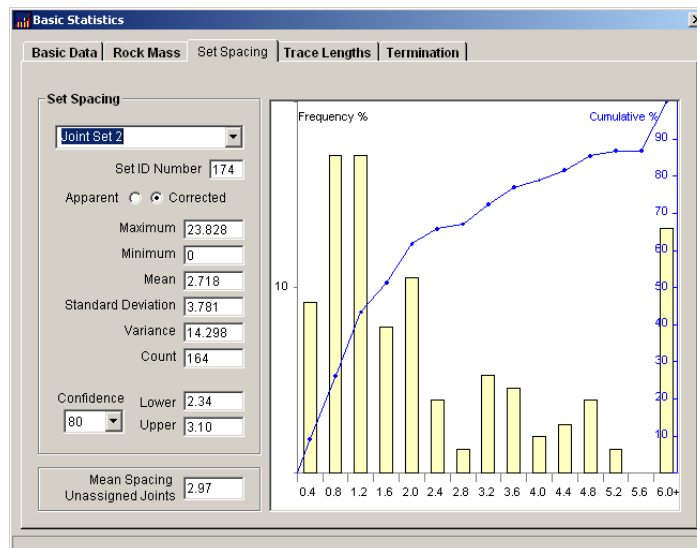 Basic Statistics
Basic Data Rock Mass Set Spacing Trace Lengths Termination
Set Spacing
Joint Set 2
Set ID Number 174
Apparent Corrected
Maximum 23.828
Minimum 0
Mean 2.718
Standard Deviation 3.781
Variance 14.298
Count 164
Confidence
80
Lower 2.34
Upper 3.10
Mean Spacing
Unassigned Joints
2.97
Frequency %
Cumulative %
10
90
80
70
60
50
40
30
20
10
0.4 0.8 1.2 1.6 2.0 2.4 2.8 3.2 3.6 4.0 4.4 4.8 5.2 5.6 6.0+